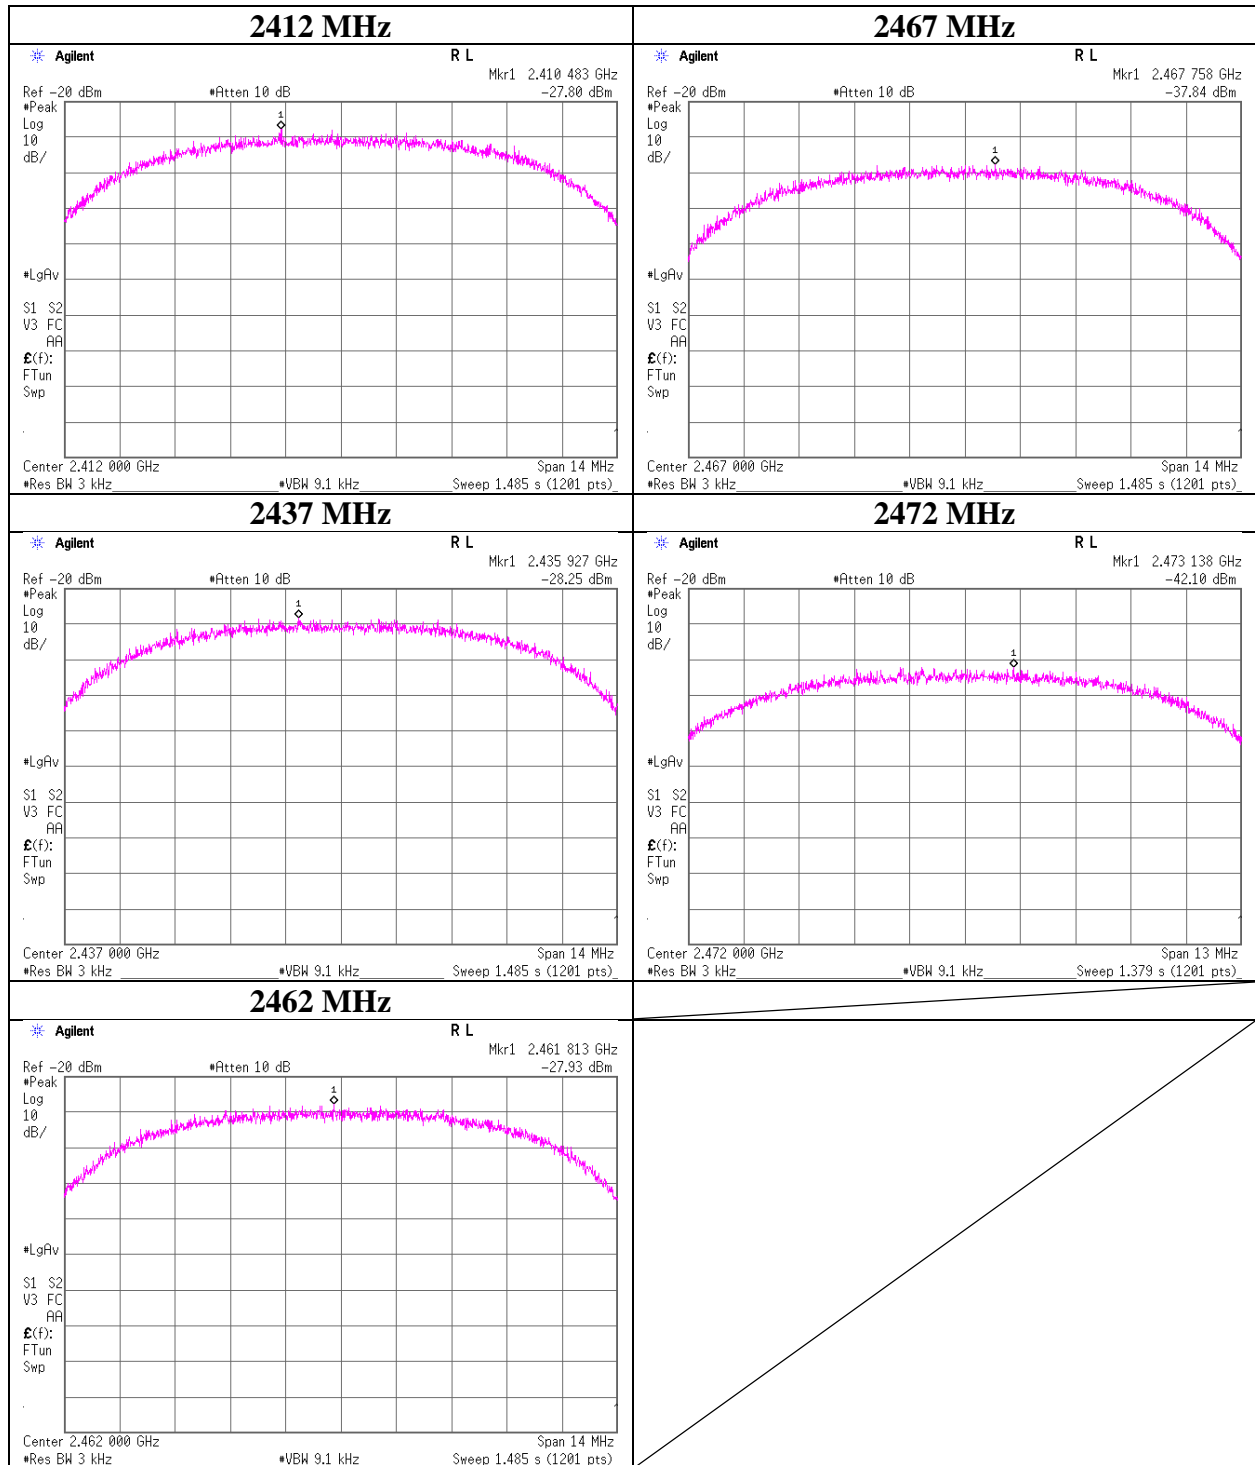 2412 MHz
Agilent R L
Mkr1 2.410 483 GHz
Ref -20 dBm #Atten 10 dB -27.80 dBm
#Peak
Log
10
dB/
1
#LgAv
S1 S2
V3 FC
AA
£(f):
FTun
Swp
Center 2.412 000 GHz Span 14 MHz
#Res BW 3 kHz #VBW 9.1 kHz Sweep 1.485 s (1201 pts)
2467 MHz
Agilent R L
Mkr1 2.467 758 GHz
Ref -20 dBm #Atten 10 dB -37.84 dBm
#Peak
Log
10
dB/
1
#LgAv
S1 S2
V3 FC
AA
£(f):
FTun
Swp
Center 2.467 000 GHz Span 14 MHz
#Res BW 3 kHz #VBW 9.1 kHz Sweep 1.485 s (1201 pts)
2437 MHz
Agilent R L
Mkr1 2.435 927 GHz
Ref -20 dBm #Atten 10 dB -28.25 dBm
#Peak
Log
10
dB/
1
#LgAv
S1 S2
V3 FC
AA
£(f):
FTun
Swp
Center 2.437 000 GHz Span 14 MHz
#Res BW 3 kHz #VBW 9.1 kHz Sweep 1.485 s (1201 pts)
2472 MHz
Agilent R L
Mkr1 2.473 138 GHz
Ref -20 dBm #Atten 10 dB -42.10 dBm
#Peak
Log
10
dB/
1
#LgAv
S1 S2
V3 FC
AA
£(f):
FTun
Swp
Center 2.472 000 GHz Span 13 MHz
#Res BW 3 kHz #VBW 9.1 kHz Sweep 1.379 s (1201 pts)
2462 MHz
Agilent R L
Mkr1 2.461 813 GHz
Ref -20 dBm #Atten 10 dB -27.93 dBm
#Peak
Log
10
dB/
1
#LgAv
S1 S2
V3 FC
AA
£(f):
FTun
Swp
Center 2.462 000 GHz Span 14 MHz
#Res BW 3 kHz #VBW 9.1 kHz Sweep 1.485 s (1201 pts)